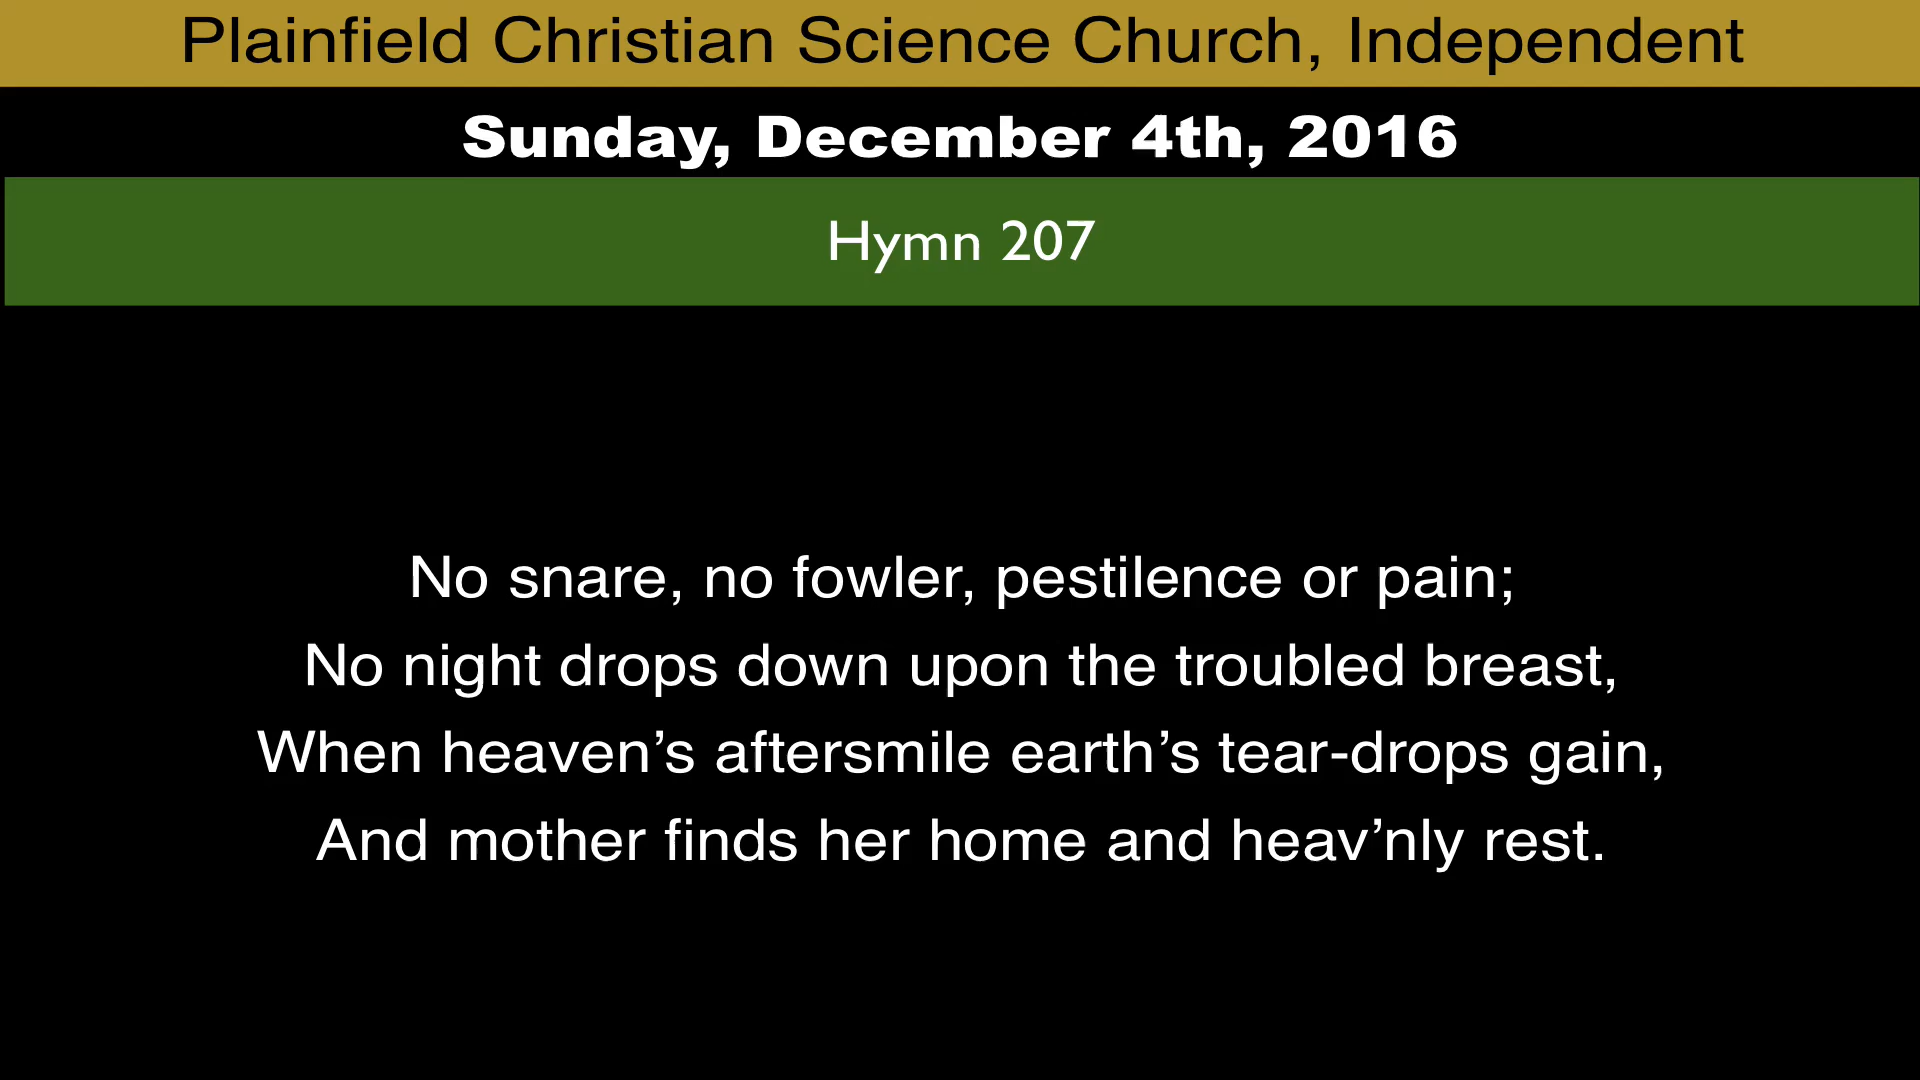 Plainfield Christian Science Church, Independent
Sunday, December 4th, 2016
Hymn 207
No snare, no fowler, pestilence or pain;
No night drops down upon the troubled breast,
When heaven’s aftersmile earth’s tear-drops gain,
And mother finds her home and heav’nly rest.